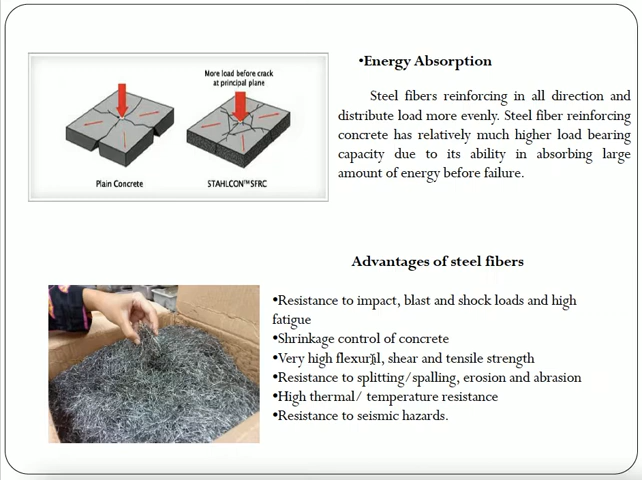 More load before crack
at principal plane
Plain Concrete
STAHLCON™SFRC
•Energy Absorption
Steel fibers reinforcing in all direction and
distribute load more evenly. Steel fiber reinforcing
concrete has relatively much higher load bearing
capacity due to its ability in absorbing large
amount of energy before failure.
Advantages of steel fibers
•Resistance to impact, blast and shock loads and high
fatigue
•Shrinkage control of concrete
•Very high flexural, shear and tensile strength
•Resistance to splitting/spalling, erosion and abrasion
•High thermal/ temperature resistance
•Resistance to seismic hazards.